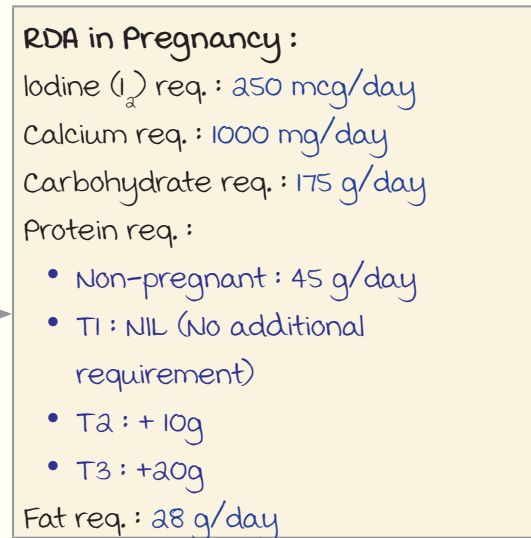 RDA in Pregnancy :
Iodine (I₂) req. : 250 mcg/day
Calcium req. : 1000 mg/day
Carbohydrate req. : 175 g/day
Protein req. :
• Non-pregnant : 45 g/day
• T1 : NIL (No additional
requirement)
• T2 : + 10g
• T3 : +20g
Fat req. : 28 g/day